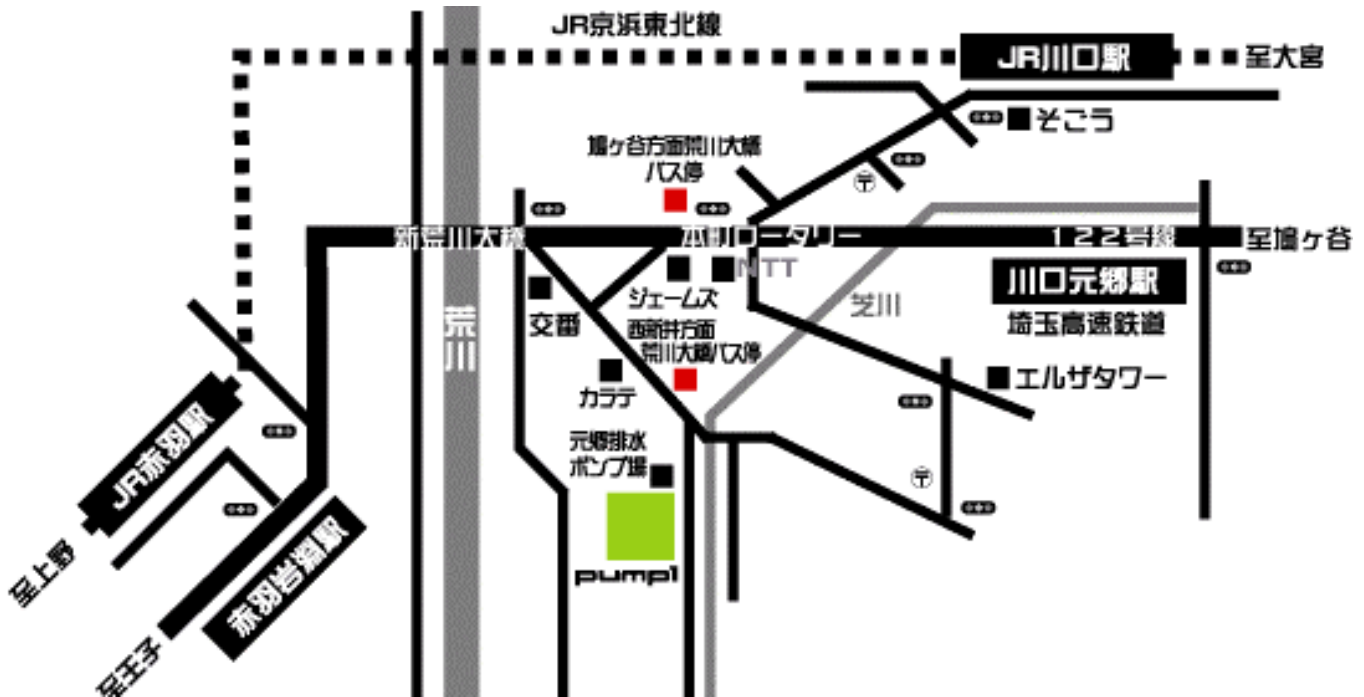 JR京浜東北線
JR川口駅
至大宮
そごう
鳩ヶ谷方面荒川大橋
バス停
〒
新荒川大橋
本町ロータリー
122号線
至鳩ヶ谷
NTT
川口元郷駅
埼玉高速鉄道
ジェームズ
交番
芝川
荒川
西新井方面
荒川大橋バス停
エルザタワー
カラテ
JR赤羽駅
元郷排水
ポンプ場
〒
pump1
赤羽岩淵駅
至上野
至王子